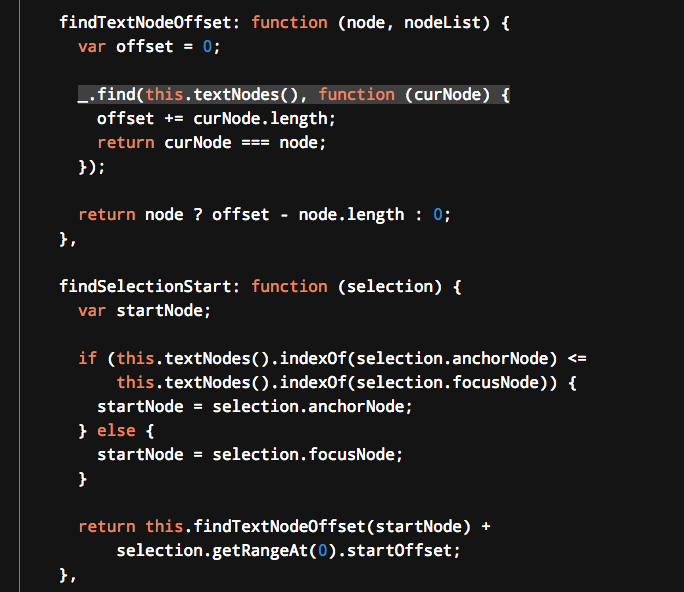 findTextNodeOffset: function (node, nodeList) {
var offset = 0;
_.find(this.textNodes(), function (curNode) {
offset += curNode.length;
return curNode === node;
});
return node ? offset - node.length : 0;
},
findSelectionStart: function (selection) {
var startNode;
if (this.textNodes().indexOf(selection.anchorNode) <=
this.textNodes().indexOf(selection.focusNode)) {
startNode = selection.anchorNode;
} else {
startNode = selection.focusNode;
}
return this.findTextNodeOffset(startNode) +
selection.getRangeAt(0).startOffset;
},